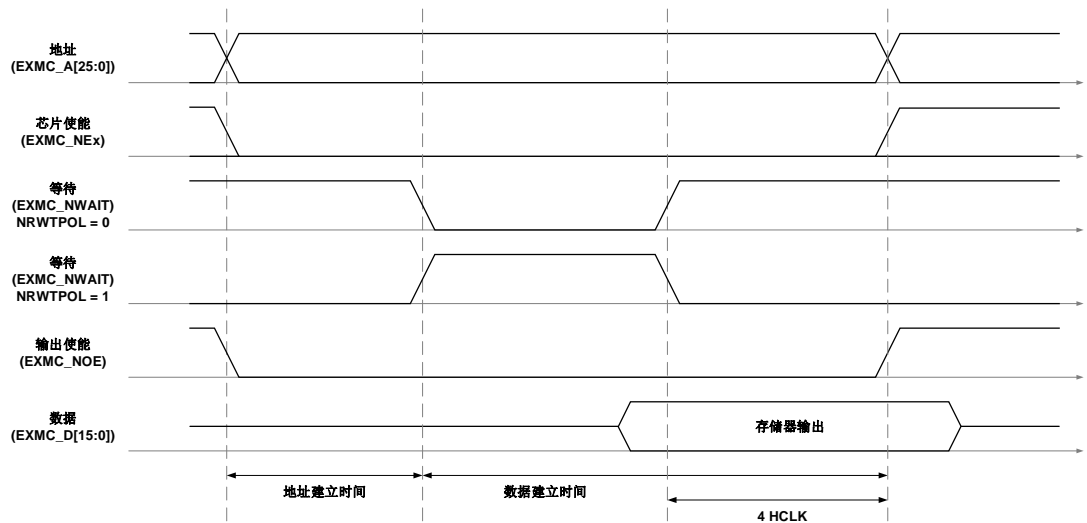 地址
(EXMC_A[25:0])
芯片使能
(EXMC_NEx)
等待
(EXMC_NWAIT)
NRWTPOL = 0
等待
(EXMC_NWAIT)
NRWTPOL = 1
输出使能
(EXMC_NOE)
数据
(EXMC_D[15:0])
存储器输出
地址建立时间
数据建立时间
4 HCLK